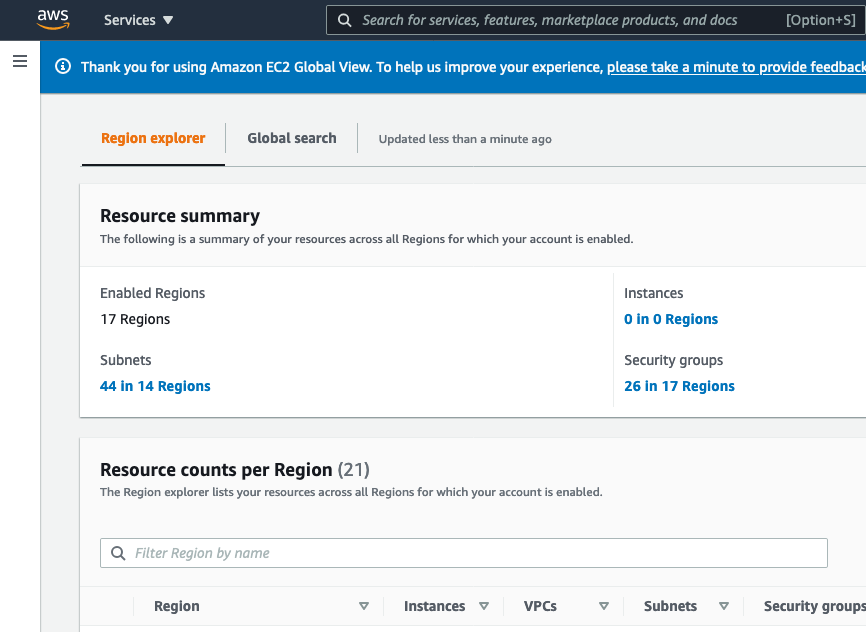 aws Services ▼ Search for services, features, marketplace products, and docs [Option+S]
Thank you for using Amazon EC2 Global View. To help us improve your experience, please take a minute to provide feedback
Region explorer Global search Updated less than a minute ago
Resource summary
The following is a summary of your resources across all Regions for which your account is enabled.
Enabled Regions Instances
17 Regions 0 in 0 Regions
Subnets Security groups
44 in 14 Regions 26 in 17 Regions
Resource counts per Region (21)
The Region explorer lists your resources across all Regions for which your account is enabled.
Filter Region by name
Region Instances VPCs Subnets Security groups